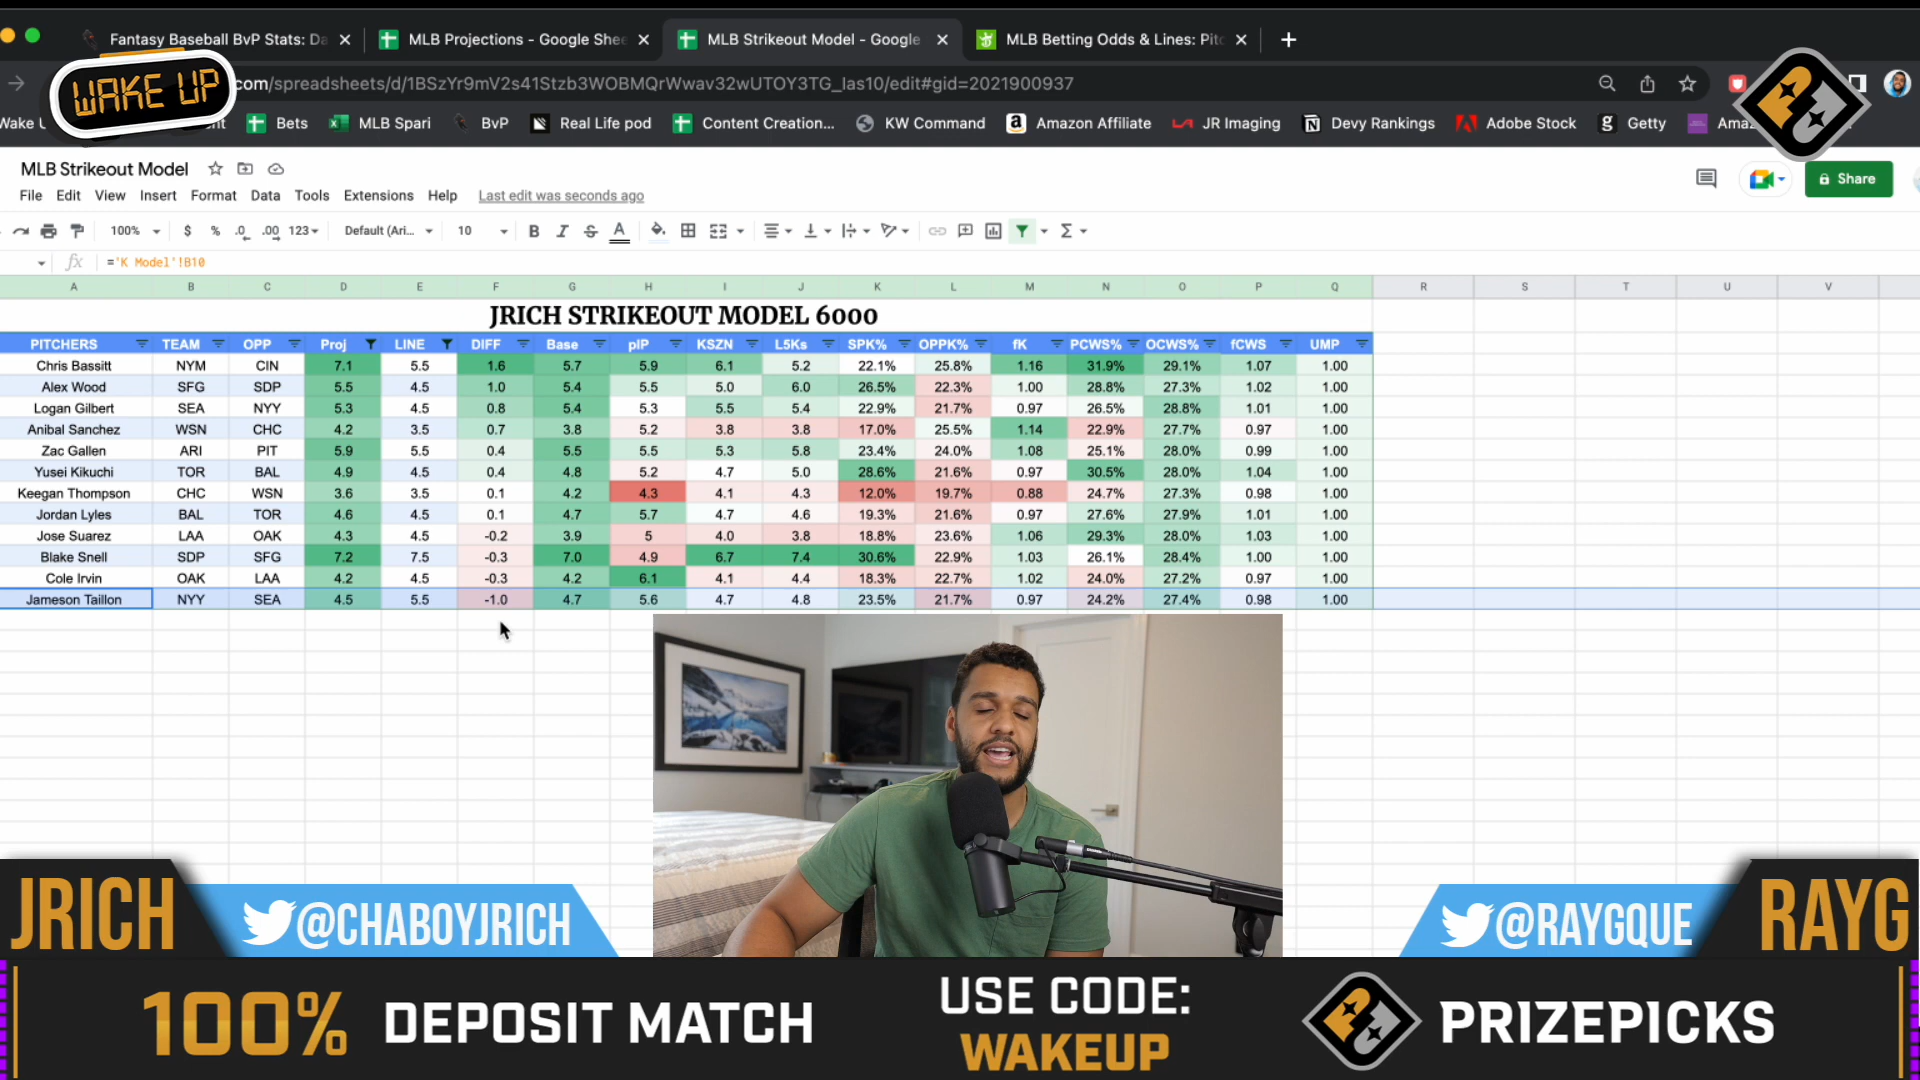 Fantasy Baseball BvP Stats: Da
MLB Projections - Google Shee
MLB Strikeout Model - Google
MLB Betting Odds & Lines: Pitc
WAKE UP
com/spreadsheets/d/1BSzYr9mV2s41Stzb3WOBMQrWwav32wUTOY3TG_las10/edit#gid=2021900937
Bets MLB Spari BvP Real Life pod Content Creation... KW Command Amazon Affiliate JR Imaging Devy Rankings Adobe Stock Getty
MLB Strikeout Model
File Edit View Insert Format Data Tools Extensions Help Last edit was seconds ago
Share
100% $ % .0 .00 123 Default (Ari... 10 B I S A
fx ='K Model'!B10
A B C D E F G H I J K L M N O P Q R S T U V
JRICH STRIKEOUT MODEL 6000
PITCHERS TEAM OPP Proj LINE DIFF Base pIP KSZN L5Ks SPK% OPPK% fK PCWS% OCWS% fCWS UMP
Chris Bassitt NYM CIN 7.1 5.5 1.6 5.7 5.9 6.1 5.2 22.1% 25.8% 1.16 31.9% 29.1% 1.07 1.00
Alex Wood SFG SDP 5.5 4.5 1.0 5.4 5.5 5.0 6.0 26.5% 22.3% 1.00 28.8% 27.3% 1.02 1.00
Logan Gilbert SEA NYY 5.3 4.5 0.8 5.4 5.3 5.5 5.4 22.9% 21.7% 0.97 26.5% 28.8% 1.01 1.00
Anibal Sanchez WSN CHC 4.2 3.5 0.7 3.8 5.2 3.8 3.8 17.0% 25.5% 1.14 22.9% 27.7% 0.97 1.00
Zac Gallen ARI PIT 5.9 5.5 0.4 5.5 5.5 5.3 5.8 23.4% 24.0% 1.08 25.1% 28.0% 0.99 1.00
Yusei Kikuchi TOR BAL 4.9 4.5 0.4 4.8 5.2 4.7 5.0 28.6% 21.6% 0.97 30.5% 28.0% 1.04 1.00
Keegan Thompson CHC WSN 3.6 3.5 0.1 4.2 4.3 4.1 4.3 12.0% 19.7% 0.88 24.7% 27.3% 0.98 1.00
Jordan Lyles BAL TOR 4.6 4.5 0.1 4.7 5.7 4.7 4.6 19.3% 21.6% 0.97 27.6% 27.9% 1.01 1.00
Jose Suarez LAA OAK 4.3 4.5 -0.2 3.9 5 4.0 3.8 18.8% 23.6% 1.06 29.3% 28.0% 1.03 1.00
Blake Snell SDP SFG 7.2 7.5 -0.3 7.0 4.9 6.7 7.4 30.6% 22.9% 1.03 26.1% 28.4% 1.00 1.00
Cole Irvin OAK LAA 4.2 4.5 -0.3 4.2 6.1 4.1 4.4 18.3% 22.7% 1.02 24.0% 27.2% 0.97 1.00
Jameson Taillon NYY SEA 4.5 5.5 -1.0 4.7 5.6 4.7 4.8 23.5% 21.7% 0.97 24.2% 27.4% 0.98 1.00
JRICH @CHABOYJRICH @RAYGQUE RAYG
100% DEPOSIT MATCH
USE CODE:
WAKEUP
PRIZEPICKS